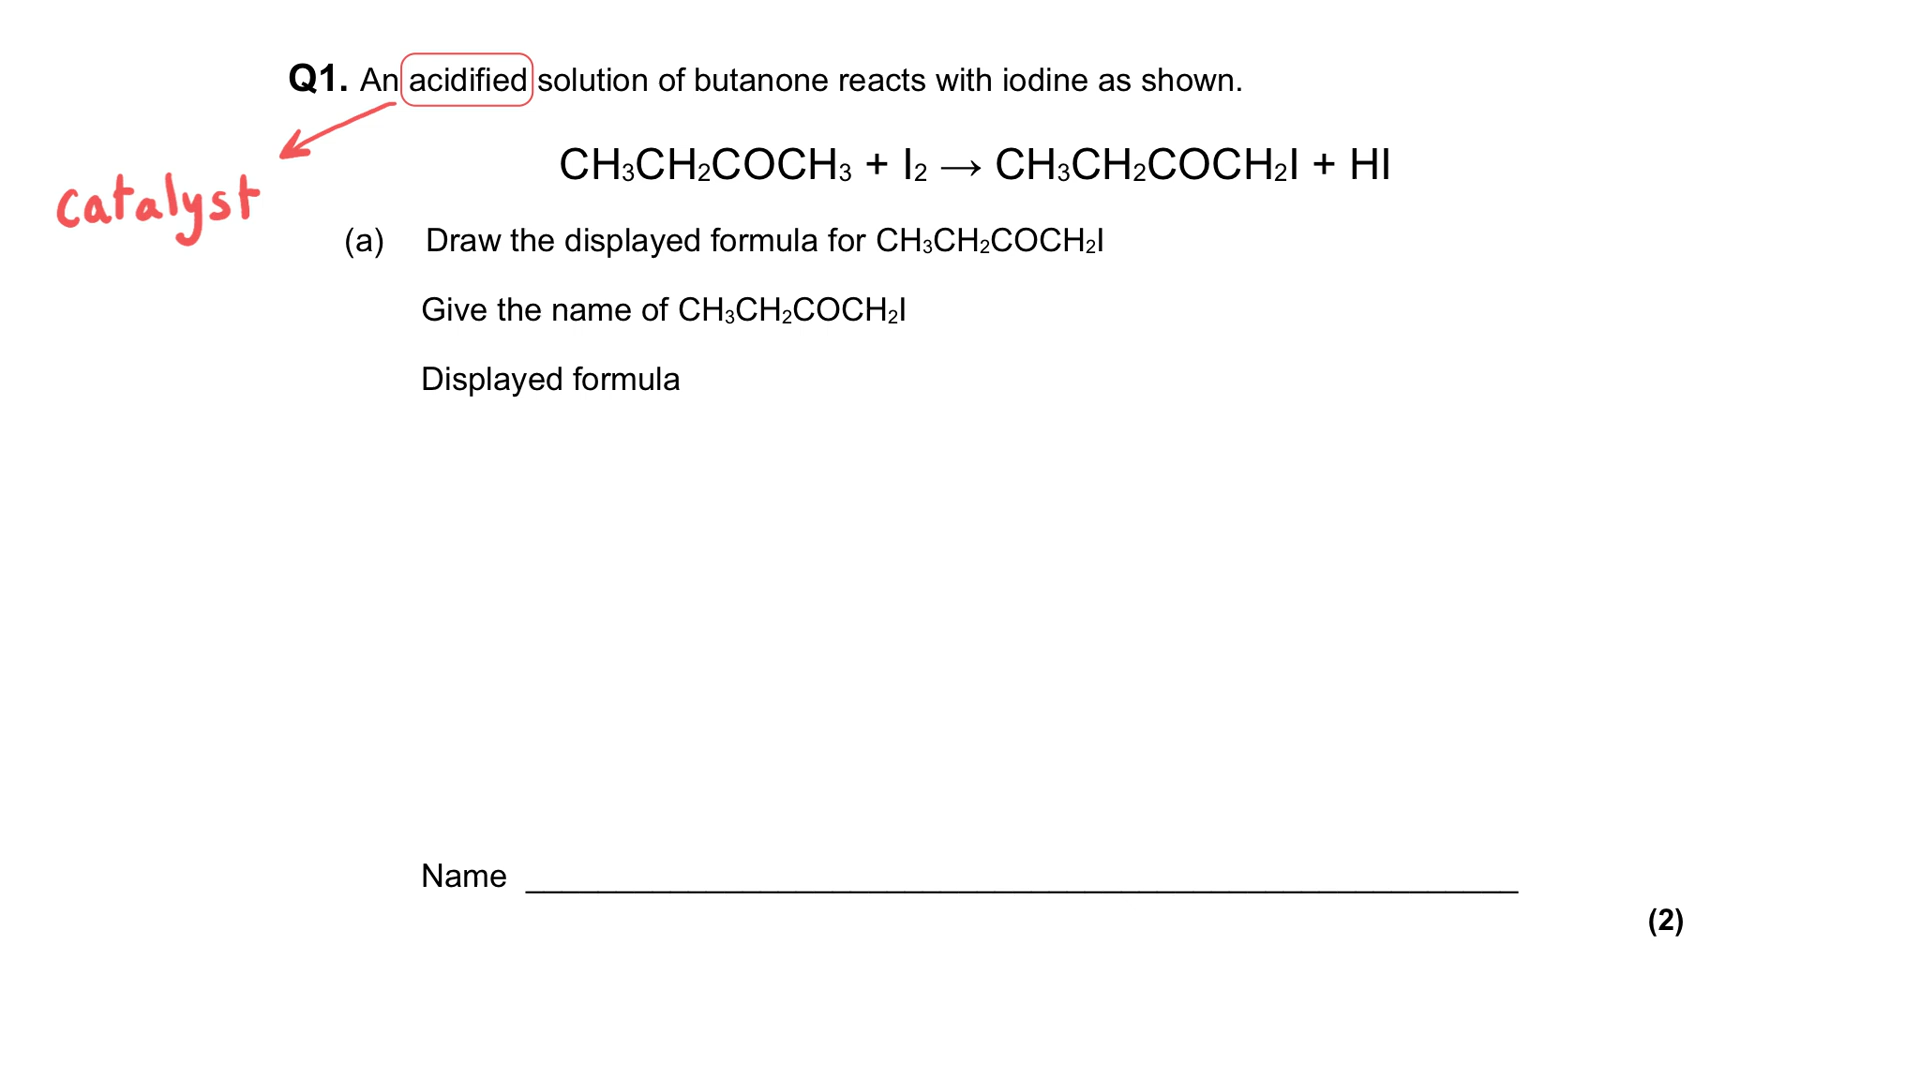 Q1. An acidified solution of butanone reacts with iodine as shown.
CH₃CH₂COCH₃ + I₂ → CH₃CH₂COCH₂I + HI
catalyst
(a) Draw the displayed formula for CH₃CH₂COCH₂I
Give the name of CH₃CH₂COCH₂I
Displayed formula
Name
(2)